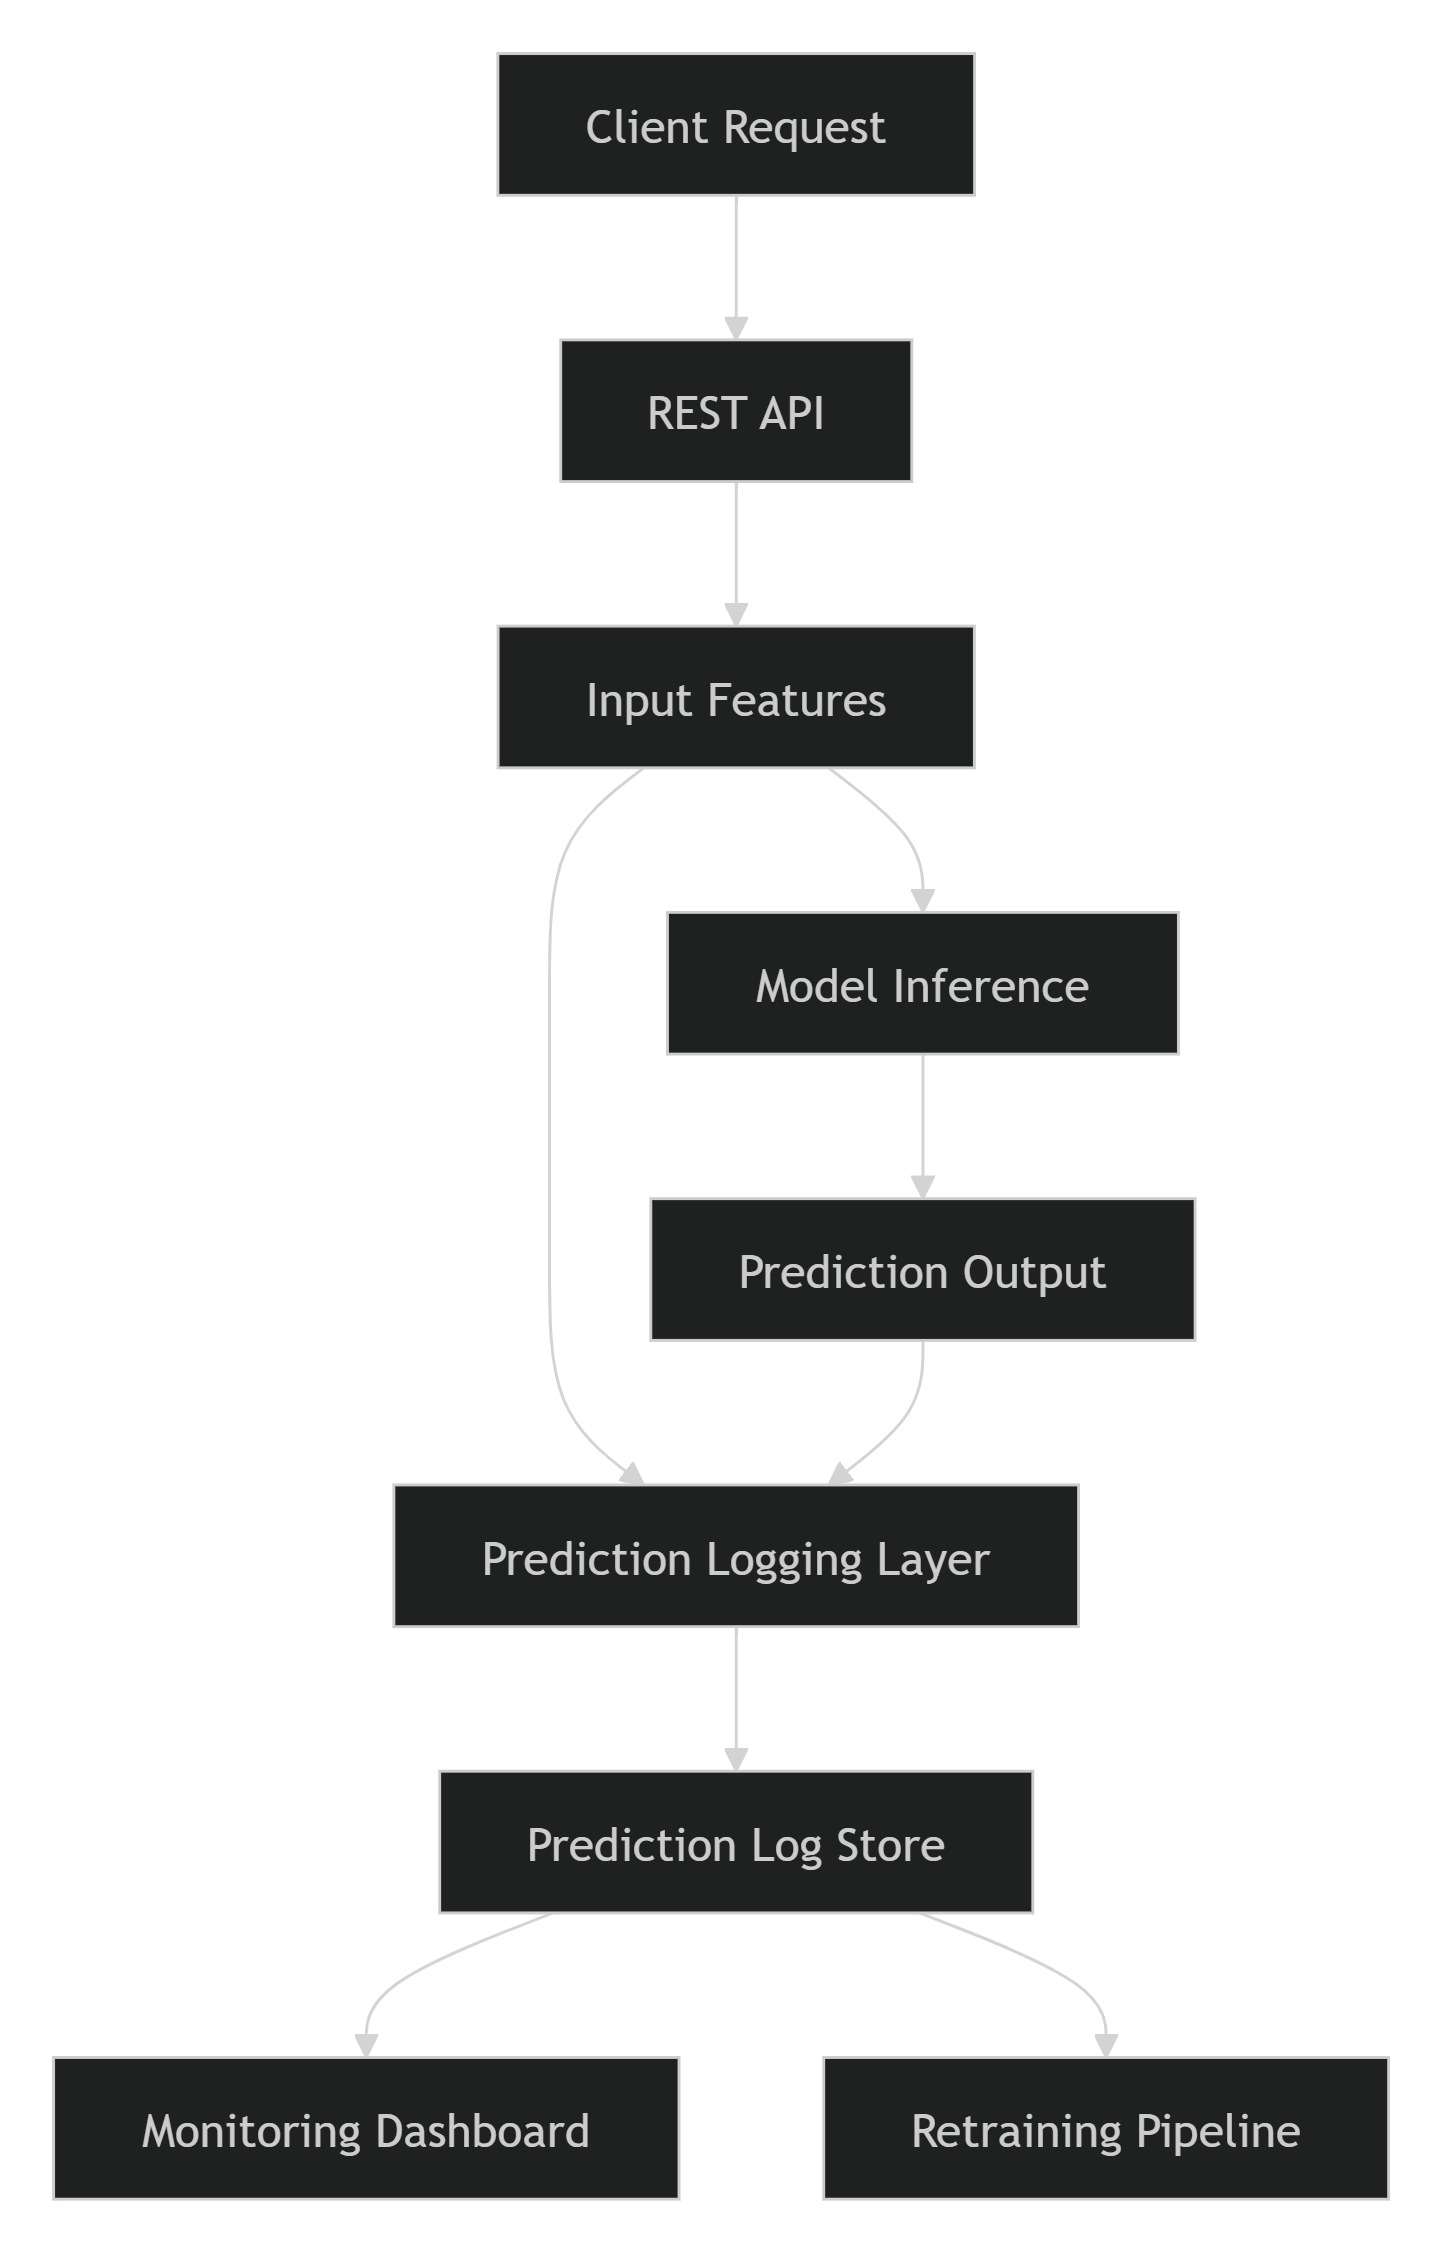 Client Request
REST API
Input Features
Model Inference
Prediction Output
Prediction Logging Layer
Prediction Log Store
Monitoring Dashboard
Retraining Pipeline